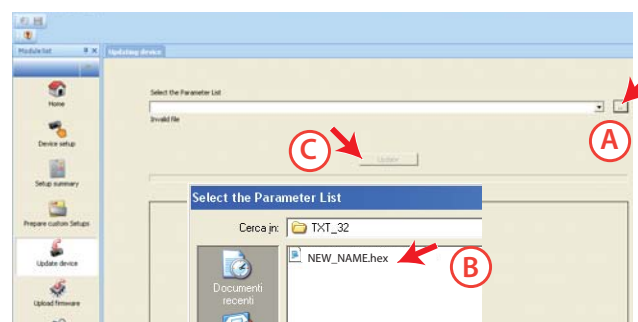 Module list
Updating device
Home
Select the Parameter List
Invalid file
Device setup
A
C
Update
Setup summary
Prepare custom Setups
Select the Parameter List
Cerca in:
TXT_32
Update device
NEW_NAME.hex
B
Documenti
recenti
Upload firmware